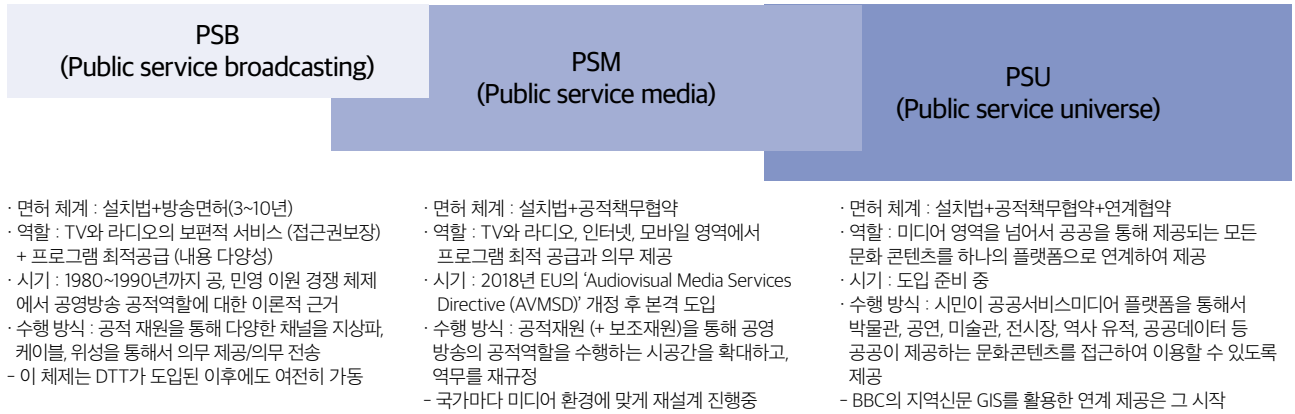 PSB
(Public service broadcasting)
PSM
(Public service media)
PSU
(Public service universe)
· 면허 체계 : 설치법+방송면허(3~10년)
· 역할 : TV와 라디오의 보편적 서비스 (접근권보장)
+ 프로그램 최적공급 (내용 다양성)
· 시기 : 1980~1990년까지 공, 민영 이원 경쟁 체제
에서 공영방송 공적역할에 대한 이론적 근거
· 수행 방식 : 공적 재원을 통해 다양한 채널을 지상파,
케이블, 위성을 통해서 의무 제공/의무 전송
– 이 체제는 DTT가 도입된 이후에도 여전히 가동
· 면허 체계 : 설치법+공적책무협약
· 역할 : TV와 라디오, 인터넷, 모바일 영역에서
프로그램 최적 공급과 의무 제공
· 시기 : 2018년 EU의 ‘Audiovisual Media Services
Directive (AVMSD)’ 개정 후 본격 도입
· 수행 방식 : 공적재원 (+ 보조재원)을 통해 공영
방송의 공적역할을 수행하는 시공간을 확대하고,
역무를 재규정
– 국가마다 미디어 환경에 맞게 재설계 진행중
· 면허 체계 : 설치법+공적책무협약+연계협약
· 역할 : 미디어 영역을 넘어서 공공을 통해 제공되는 모든
문화 콘텐츠를 하나의 플랫폼으로 연계하여 제공
· 시기 : 도입 준비 중
· 수행 방식 : 시민이 공공서비스미디어 플랫폼을 통해서
박물관, 공연, 미술관, 전시장, 역사 유적, 공공데이터 등
공공이 제공하는 문화콘텐츠를 접근하여 이용할 수 있도록
제공
– BBC의 지역신문 GIS를 활용한 연계 제공은 그 시작